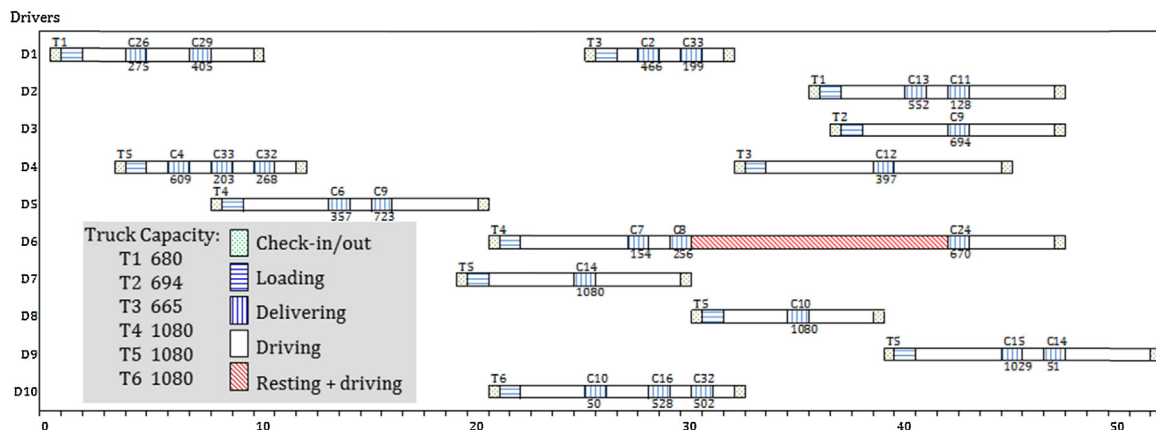 Drivers
T1 C26 C29 T3 C2 C33
D1
275 405 466 199
T1 C13 C11
D2
552 128
T2 C9
D3
694
T5 C4 C33 C32 T3 C12
D4
609 203 268 397
T4 C6 C9
D5
357 723
T4 C7 C8 C24
D6
154 256 670
T5 C14
D7
1080
T5 C10
D8
1080
T5 C15 C14
D9
1029 51
T6 C10 C16 C32
D10
50 528 502
Truck Capacity:
T1 680
T2 694
T3 665
T4 1080
T5 1080
T6 1080
Check-in/out
Loading
Delivering
Driving
Resting + driving
0 10 20 30 40 50